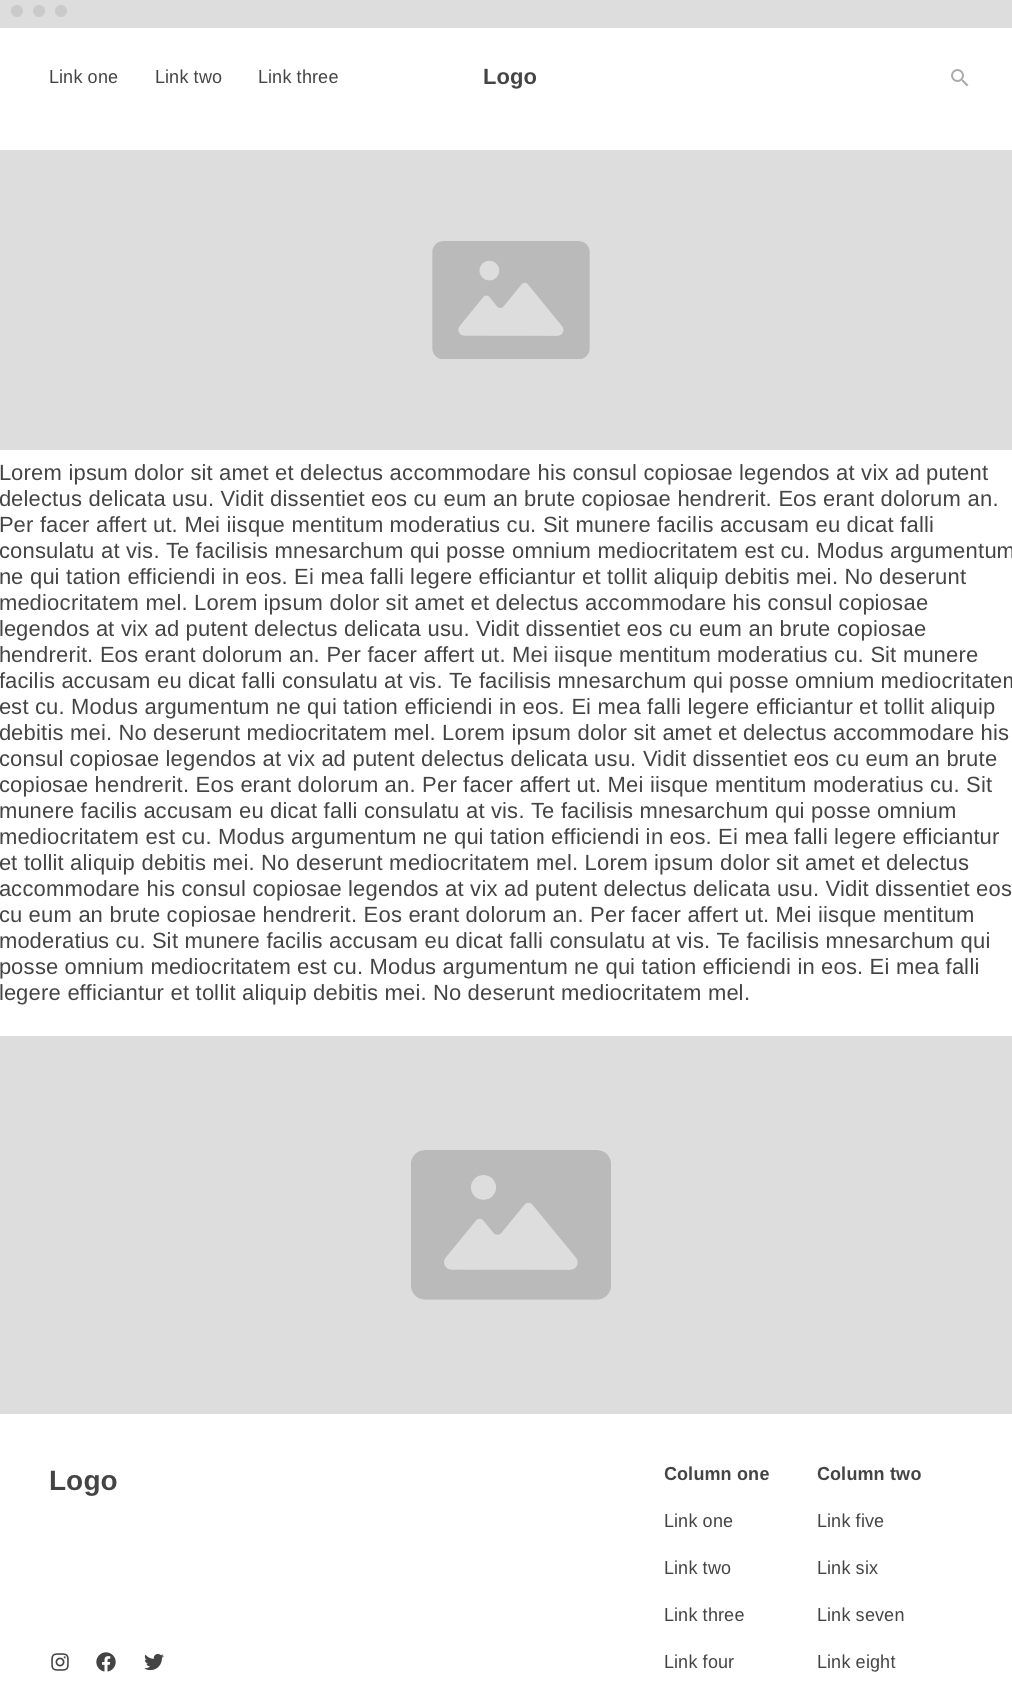 Link one Link two Link three Logo
Lorem ipsum dolor sit amet et delectus accommodare his consul copiosae legendos at vix ad putent
delectus delicata usu. Vidit dissentiet eos cu eum an brute copiosae hendrerit. Eos erant dolorum an.
Per facer affert ut. Mei iisque mentitum moderatius cu. Sit munere facilis accusam eu dicat falli
consulatu at vis. Te facilisis mnesarchum qui posse omnium mediocritatem est cu. Modus argumentum
ne qui tation efficiendi in eos. Ei mea falli legere efficiantur et tollit aliquip debitis mei. No deserunt
mediocritatem mel. Lorem ipsum dolor sit amet et delectus accommodare his consul copiosae
legendos at vix ad putent delectus delicata usu. Vidit dissentiet eos cu eum an brute copiosae
hendrerit. Eos erant dolorum an. Per facer affert ut. Mei iisque mentitum moderatius cu. Sit munere
facilis accusam eu dicat falli consulatu at vis. Te facilisis mnesarchum qui posse omnium mediocritatem
est cu. Modus argumentum ne qui tation efficiendi in eos. Ei mea falli legere efficiantur et tollit aliquip
debitis mei. No deserunt mediocritatem mel. Lorem ipsum dolor sit amet et delectus accommodare his
consul copiosae legendos at vix ad putent delectus delicata usu. Vidit dissentiet eos cu eum an brute
copiosae hendrerit. Eos erant dolorum an. Per facer affert ut. Mei iisque mentitum moderatius cu. Sit
munere facilis accusam eu dicat falli consulatu at vis. Te facilisis mnesarchum qui posse omnium
mediocritatem est cu. Modus argumentum ne qui tation efficiendi in eos. Ei mea falli legere efficiantur
et tollit aliquip debitis mei. No deserunt mediocritatem mel. Lorem ipsum dolor sit amet et delectus
accommodare his consul copiosae legendos at vix ad putent delectus delicata usu. Vidit dissentiet eos
cu eum an brute copiosae hendrerit. Eos erant dolorum an. Per facer affert ut. Mei iisque mentitum
moderatius cu. Sit munere facilis accusam eu dicat falli consulatu at vis. Te facilisis mnesarchum qui
posse omnium mediocritatem est cu. Modus argumentum ne qui tation efficiendi in eos. Ei mea falli
legere efficiantur et tollit aliquip debitis mei. No deserunt mediocritatem mel.
Logo
Column one
Link one
Link two
Link three
Link four
Column two
Link five
Link six
Link seven
Link eight